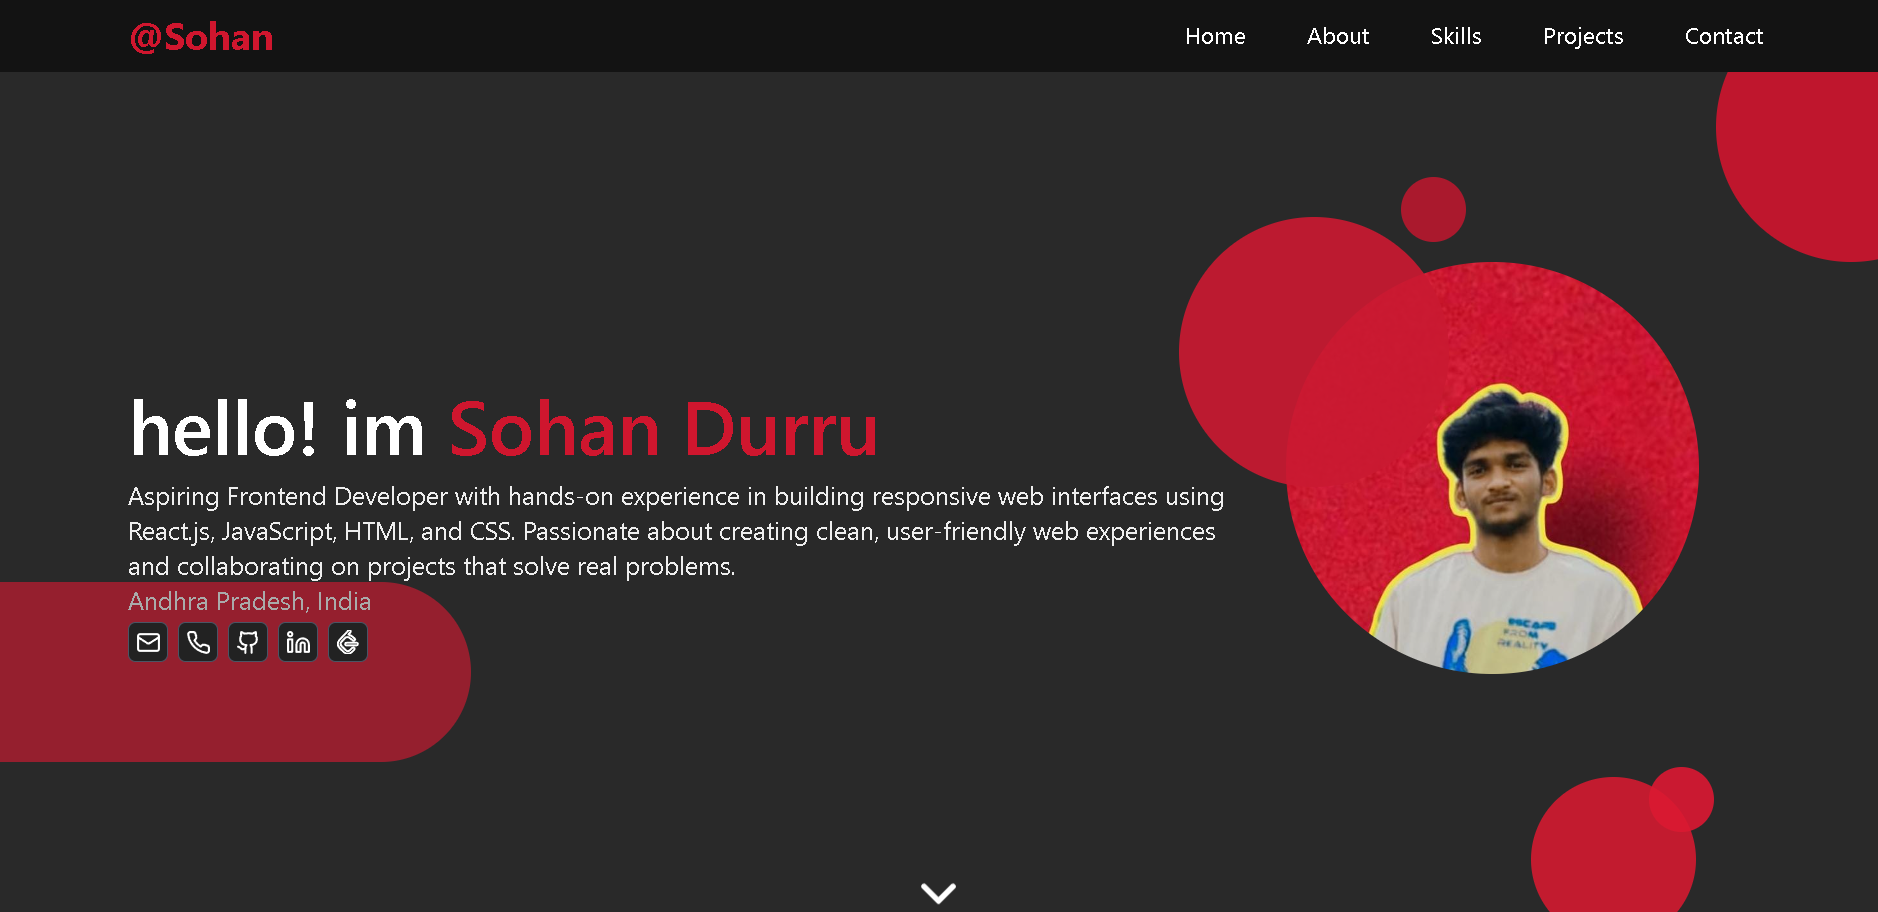 @Sohan
Home About Skills Projects Contact
hello! im Sohan Durru
Aspiring Frontend Developer with hands-on experience in building responsive web interfaces using
React.js, JavaScript, HTML, and CSS. Passionate about creating clean, user-friendly web experiences
and collaborating on projects that solve real problems.
Andhra Pradesh, India
in
ESCAPE
FROM
REALITY